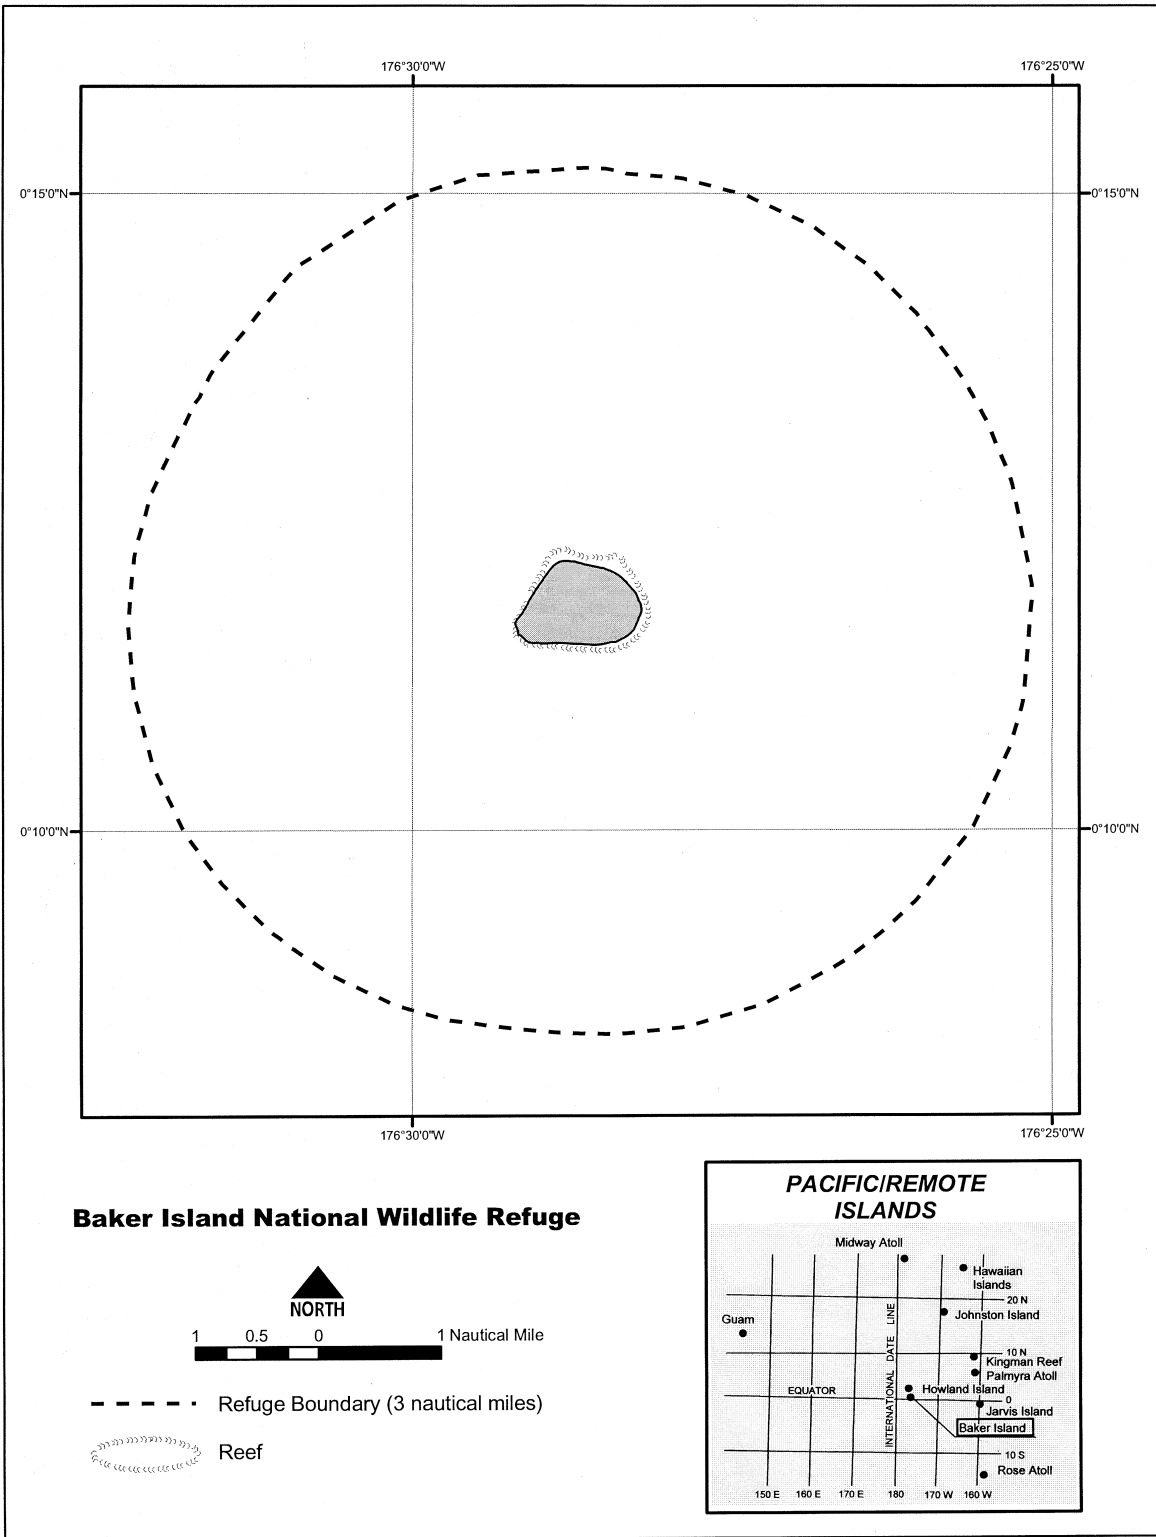 176°30'0"W 176°25'0"W
0°15'0"N 0°15'0"N
0°10'0"N 0°10'0"N
176°30'0"W 176°25'0"W
Baker Island National Wildlife Refuge
NORTH
1 0.5 0 1 Nautical Mile
Refuge Boundary (3 nautical miles)
Reef
PACIFIC/REMOTE
ISLANDS
Midway Atoll
Hawaiian
Islands
20 N
Johnston Island
Guam
10 N
Kingman Reef
Palmyra Atoll
INTERNATIONAL DATE LINE
EQUATOR
Howland Island
0
Jarvis Island
Baker Island
10 S
Rose Atoll
150 E 160 E 170 E 180 170 W 160 W